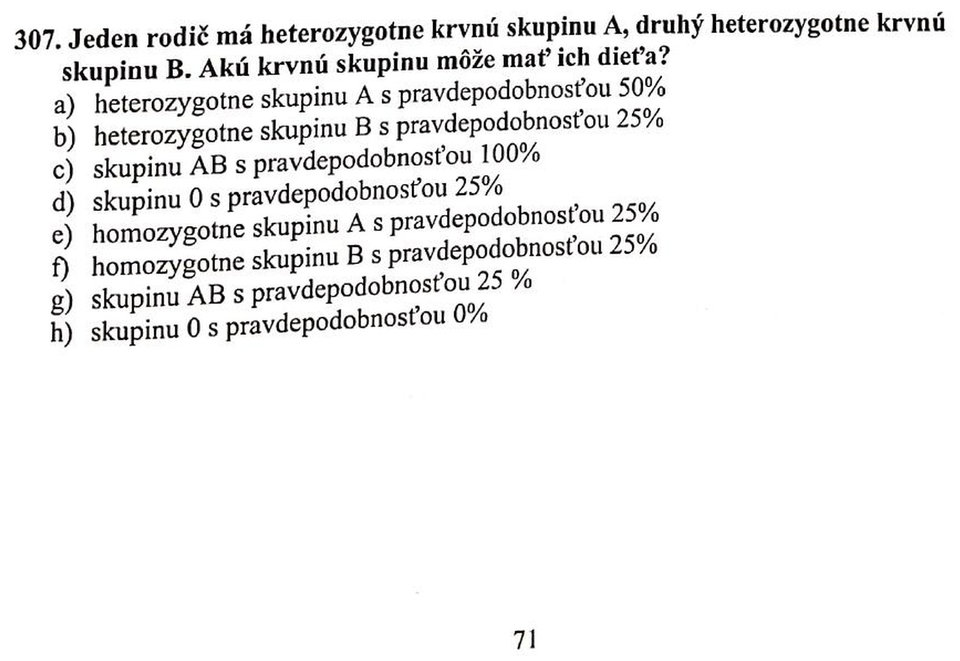 307. Jeden rodič má heterozygotne krvnú skupinu A, druhý heterozygotne krvnú
skupinu B. Akú krvnú skupinu môže mať ich dieťa?
a) heterozygotne skupinu A s pravdepodobnosťou 50%
b) heterozygotne skupinu B s pravdepodobnosťou 25%
c) skupinu AB s pravdepodobnosťou 100%
d) skupinu 0 s pravdepodobnosťou 25%
e) homozygotne skupinu A s pravdepodobnosťou 25%
f) homozygotne skupinu B s pravdepodobnosťou 25%
g) skupinu AB s pravdepodobnosťou 25 %
h) skupinu 0 s pravdepodobnosťou 0%
71